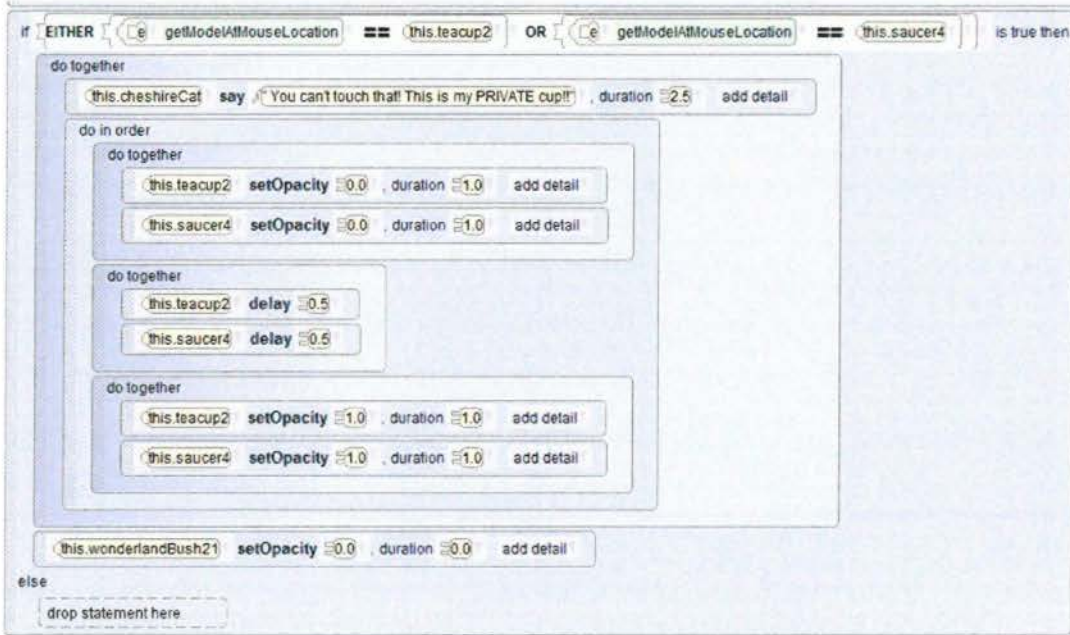 if EITHER e getModelAtMouseLocation == this.teacup2 OR e getModelAtMouseLocation == this.saucer4 is true then
do together
this.cheshireCat say " You can't touch that! This is my PRIVATE cup!!" , duration 2.5 add detail
do in order
do together
this.teacup2 setOpacity 0.0 , duration 1.0 add detail
this.saucer4 setOpacity 0.0 , duration 1.0 add detail
do together
this.teacup2 delay 0.5
this.saucer4 delay 0.5
do together
this.teacup2 setOpacity 1.0 , duration 1.0 add detail
this.saucer4 setOpacity 1.0 , duration 1.0 add detail
this.wonderlandBush21 setOpacity 0.0 , duration 0.0 add detail
else
drop statement here